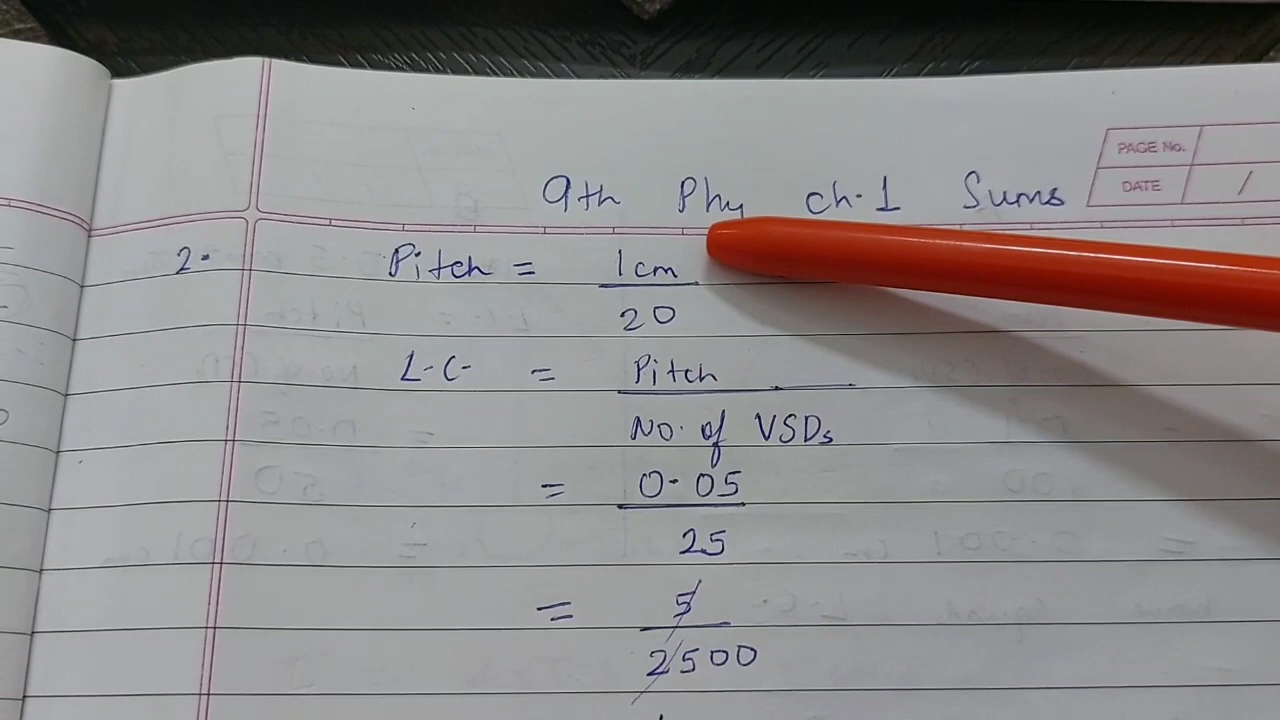 PAGE No.
DATE /
9th Phy ch.1 Sums
2. Pitch = 1cm
20
L.C. = Pitch
No. of VSDs
= 0.05
25
= 5
2500